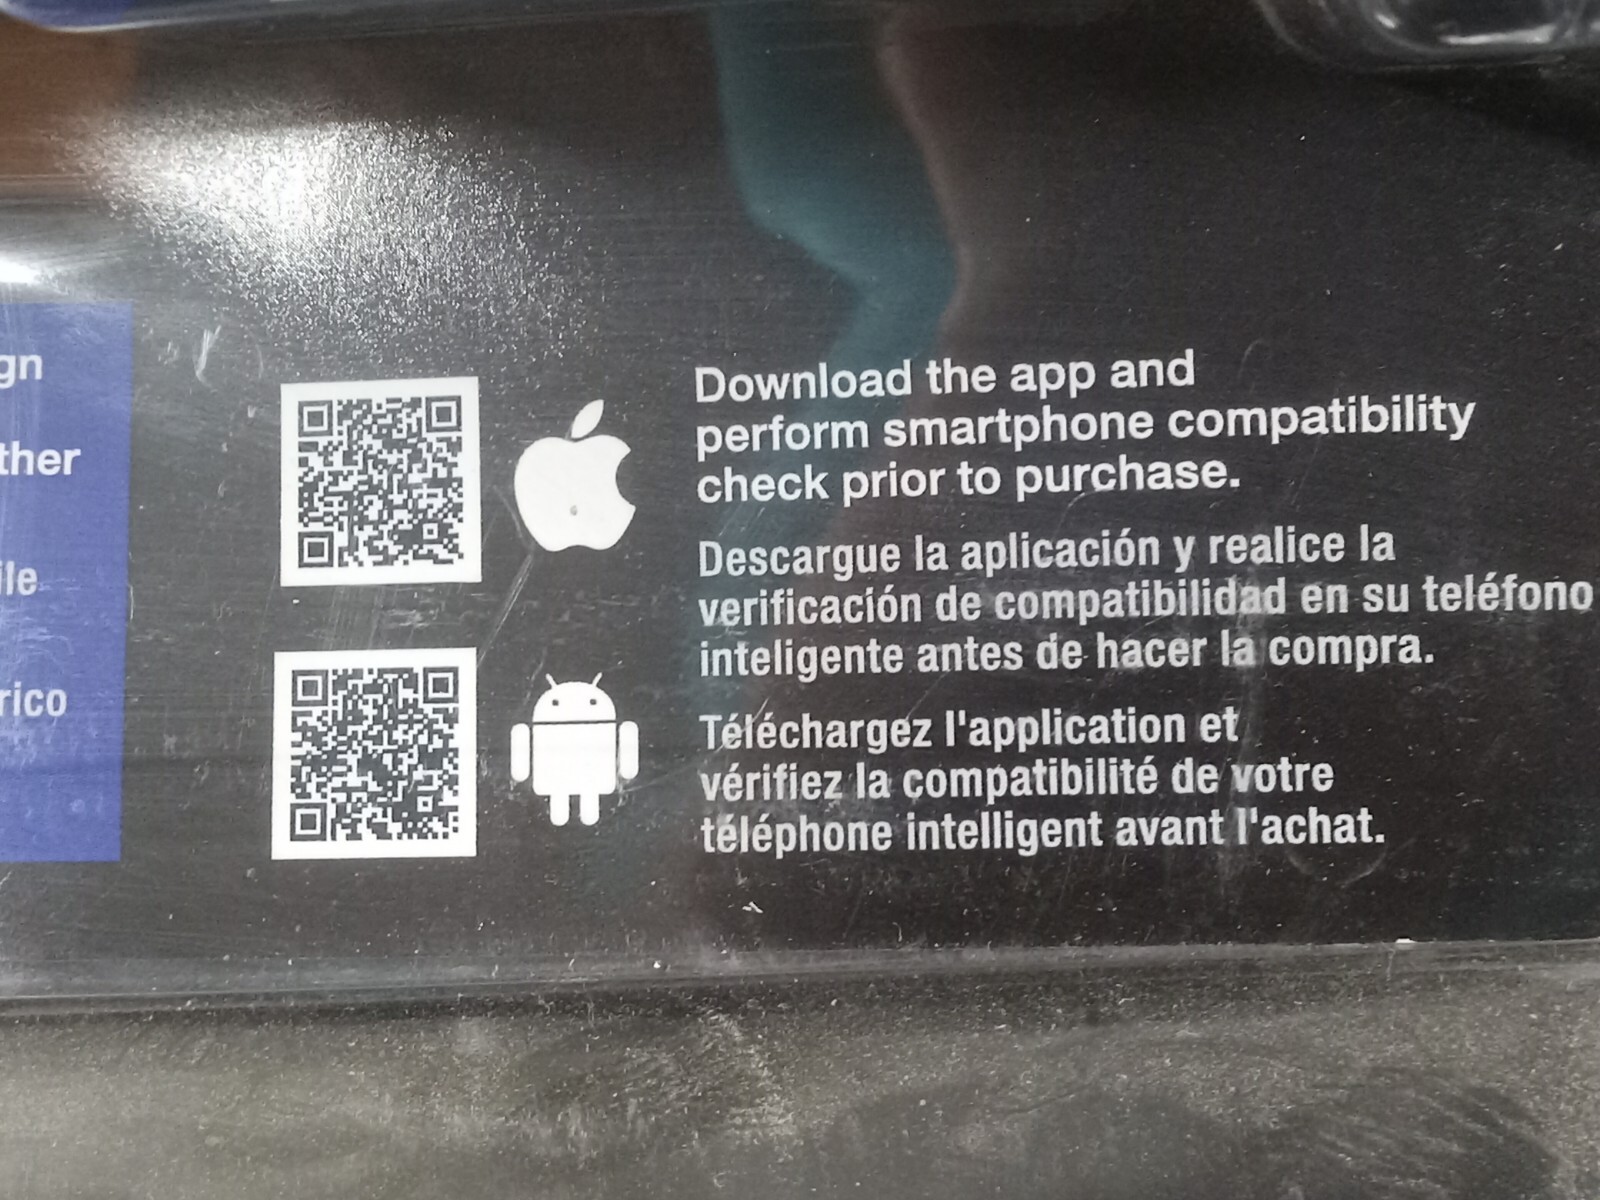 gn
ther
ile
rico
Download the app and
perform smartphone compatibility
check prior to purchase.
Descargue la aplicación y realice la
verificación de compatibilidad en su teléfono
inteligente antes de hacer la compra.
Téléchargez l'application et
vérifiez la compatibilité de votre
téléphone intelligent avant l'achat.